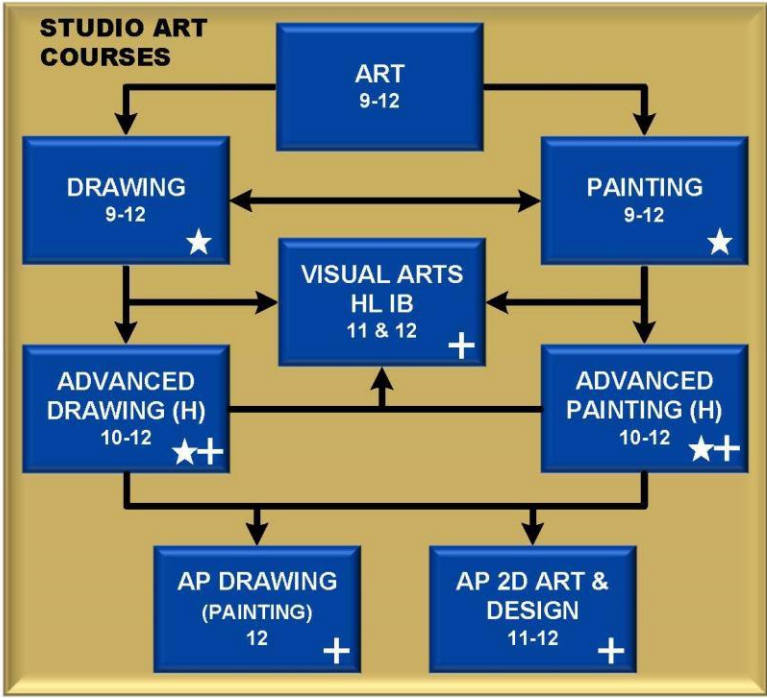 STUDIO ART
COURSES
ART
9-12
DRAWING
9-12
PAINTING
9-12
VISUAL ARTS
HL IB
11 & 12
ADVANCED
DRAWING (H)
10-12
ADVANCED
PAINTING (H)
10-12
AP DRAWING
(PAINTING)
12
AP 2D ART &
DESIGN
11-12